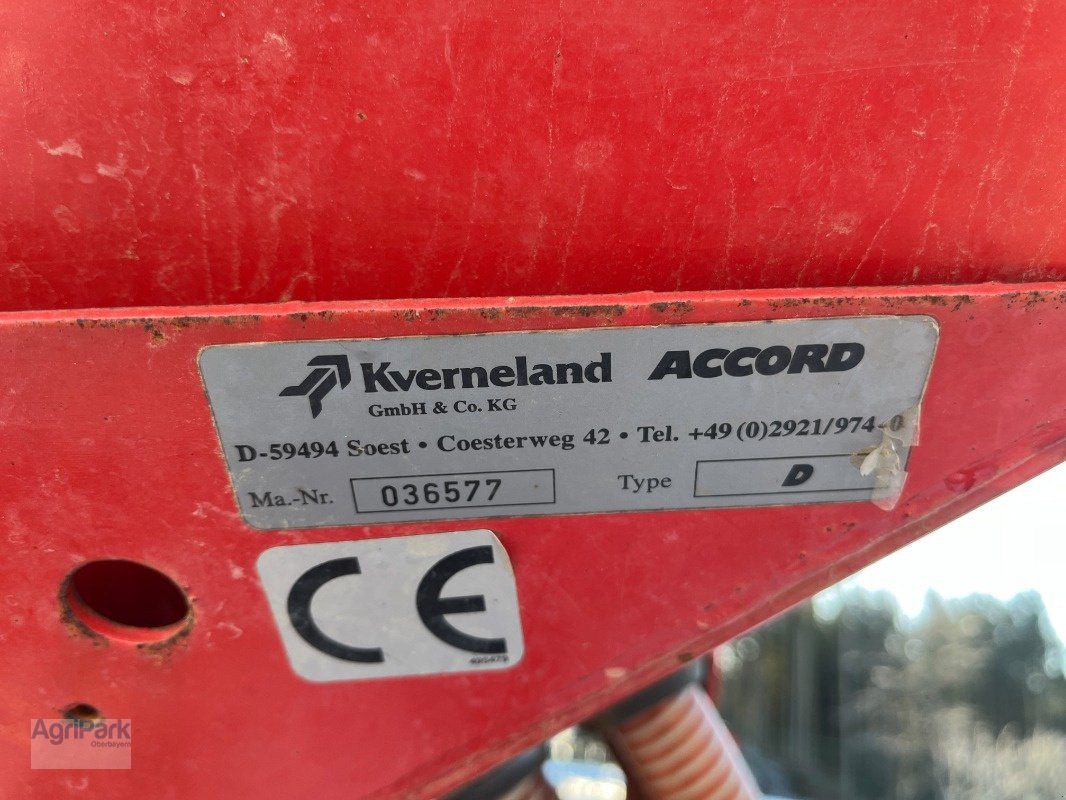 Kverneland ACCORD
GmbH & Co. KG
D-59494 Soest • Coesterweg 42 • Tel. +49 (0)2921/974-0
Ma.-Nr. 036577 Type D
CE
AgriPark
Oberbayern